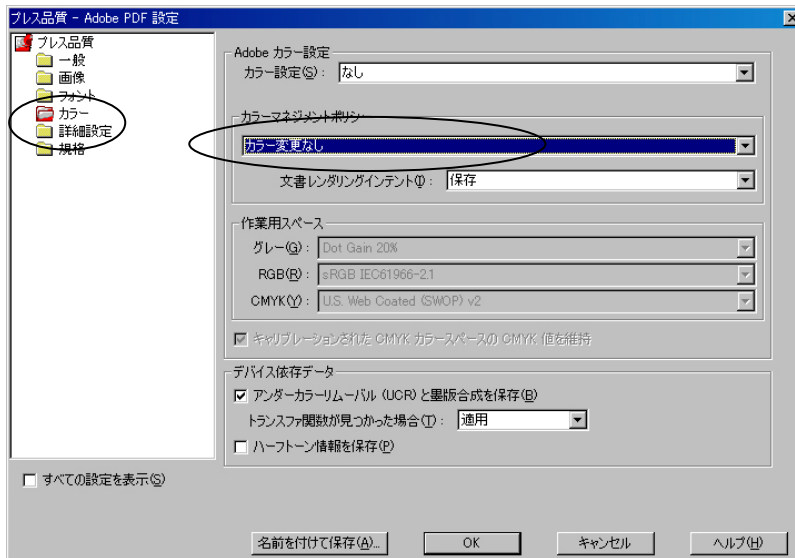 プレス品質 - Adobe PDF 設定
プレス品質
一般
画像
フォント
カラー
詳細設定
規格
すべての設定を表示(S)
Adobe カラー設定
カラー設定(S): なし
カラーマネジメントポリシー
カラー変更なし
文書レンダリングインテント(I): 保存
作業用スペース
グレー(G): Dot Gain 20%
RGB(R): sRGB IEC61966-2.1
CMYK(Y): U.S. Web Coated (SWOP) v2
キャリブレーションされた CMYK カラースペースの CMYK 値を維持
デバイス依存データ
アンダーカラーリムーバル (UCR) と墨版合成を保存(B)
トランスファ関数が見つかった場合(T): 適用
ハーフトーン情報を保存(P)
名前を付けて保存(A)... OK キャンセル ヘルプ(H)